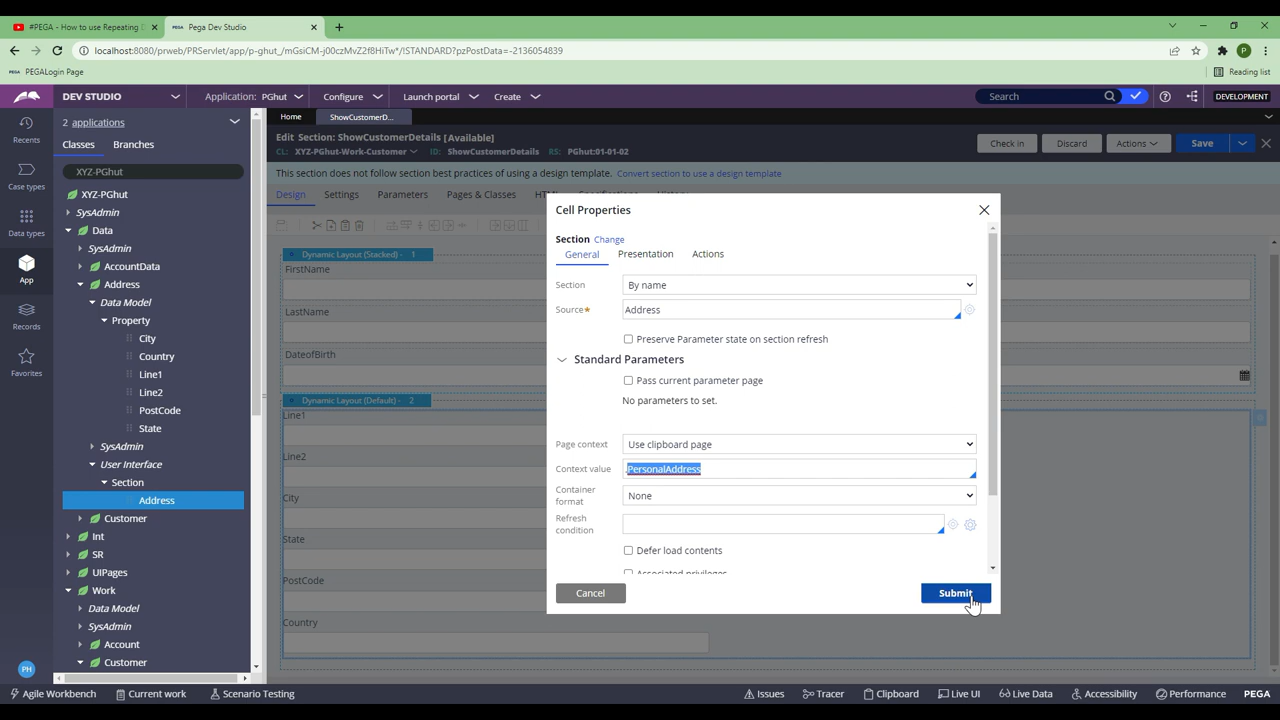 #PEGA - How to use Repeating D
PEGA Pega Dev Studio
localhost:8080/prweb/PRServlet/app/p-ghut_/mGsiCM-j00czMvZ2f8HiTw*/!STANDARD?pzPostData=-2136054839
P
PEGA PEGALogin Page
Reading list
DEV STUDIO
Application: PGhut
Configure
Launch portal
Create
Search
DEVELOPMENT
Recents
Case types
Data types
App
Records
Favorites
PH
2 applications
Classes
Branches
XYZ-PGhut
XYZ-PGhut
SysAdmin
Data
SysAdmin
AccountData
Address
Data Model
Property
City
Country
Line1
Line2
PostCode
State
SysAdmin
User Interface
Section
Address
Customer
Int
SR
UIPages
Work
Data Model
SysAdmin
Account
Customer
Home
ShowCustomerD...
Edit Section: ShowCustomerDetails [Available]
CL: XYZ-PGhut-Work-Customer ID: ShowCustomerDetails RS: PGhut:01-01-02
Check in
Discard
Actions
Save
This section does not follow section best practices of using a design template. Convert section to use a design template
Design
Settings
Parameters
Pages & Classes
Dynamic Layout (Stacked) - 1
FirstName
LastName
DateofBirth
Dynamic Layout (Default) - 2
Line1
Line2
City
State
PostCode
Country
Cell Properties
Section Change
General
Presentation
Actions
Section By name
Source★ Address
Preserve Parameter state on section refresh
Standard Parameters
Pass current parameter page
No parameters to set.
Page context Use clipboard page
Context value .PersonalAddress
Container format None
Refresh condition
Defer load contents
Associated privileges
Cancel
Submit
Agile Workbench
Current work
Scenario Testing
Issues
Tracer
Clipboard
Live UI
Live Data
Accessibility
Performance
PEGA